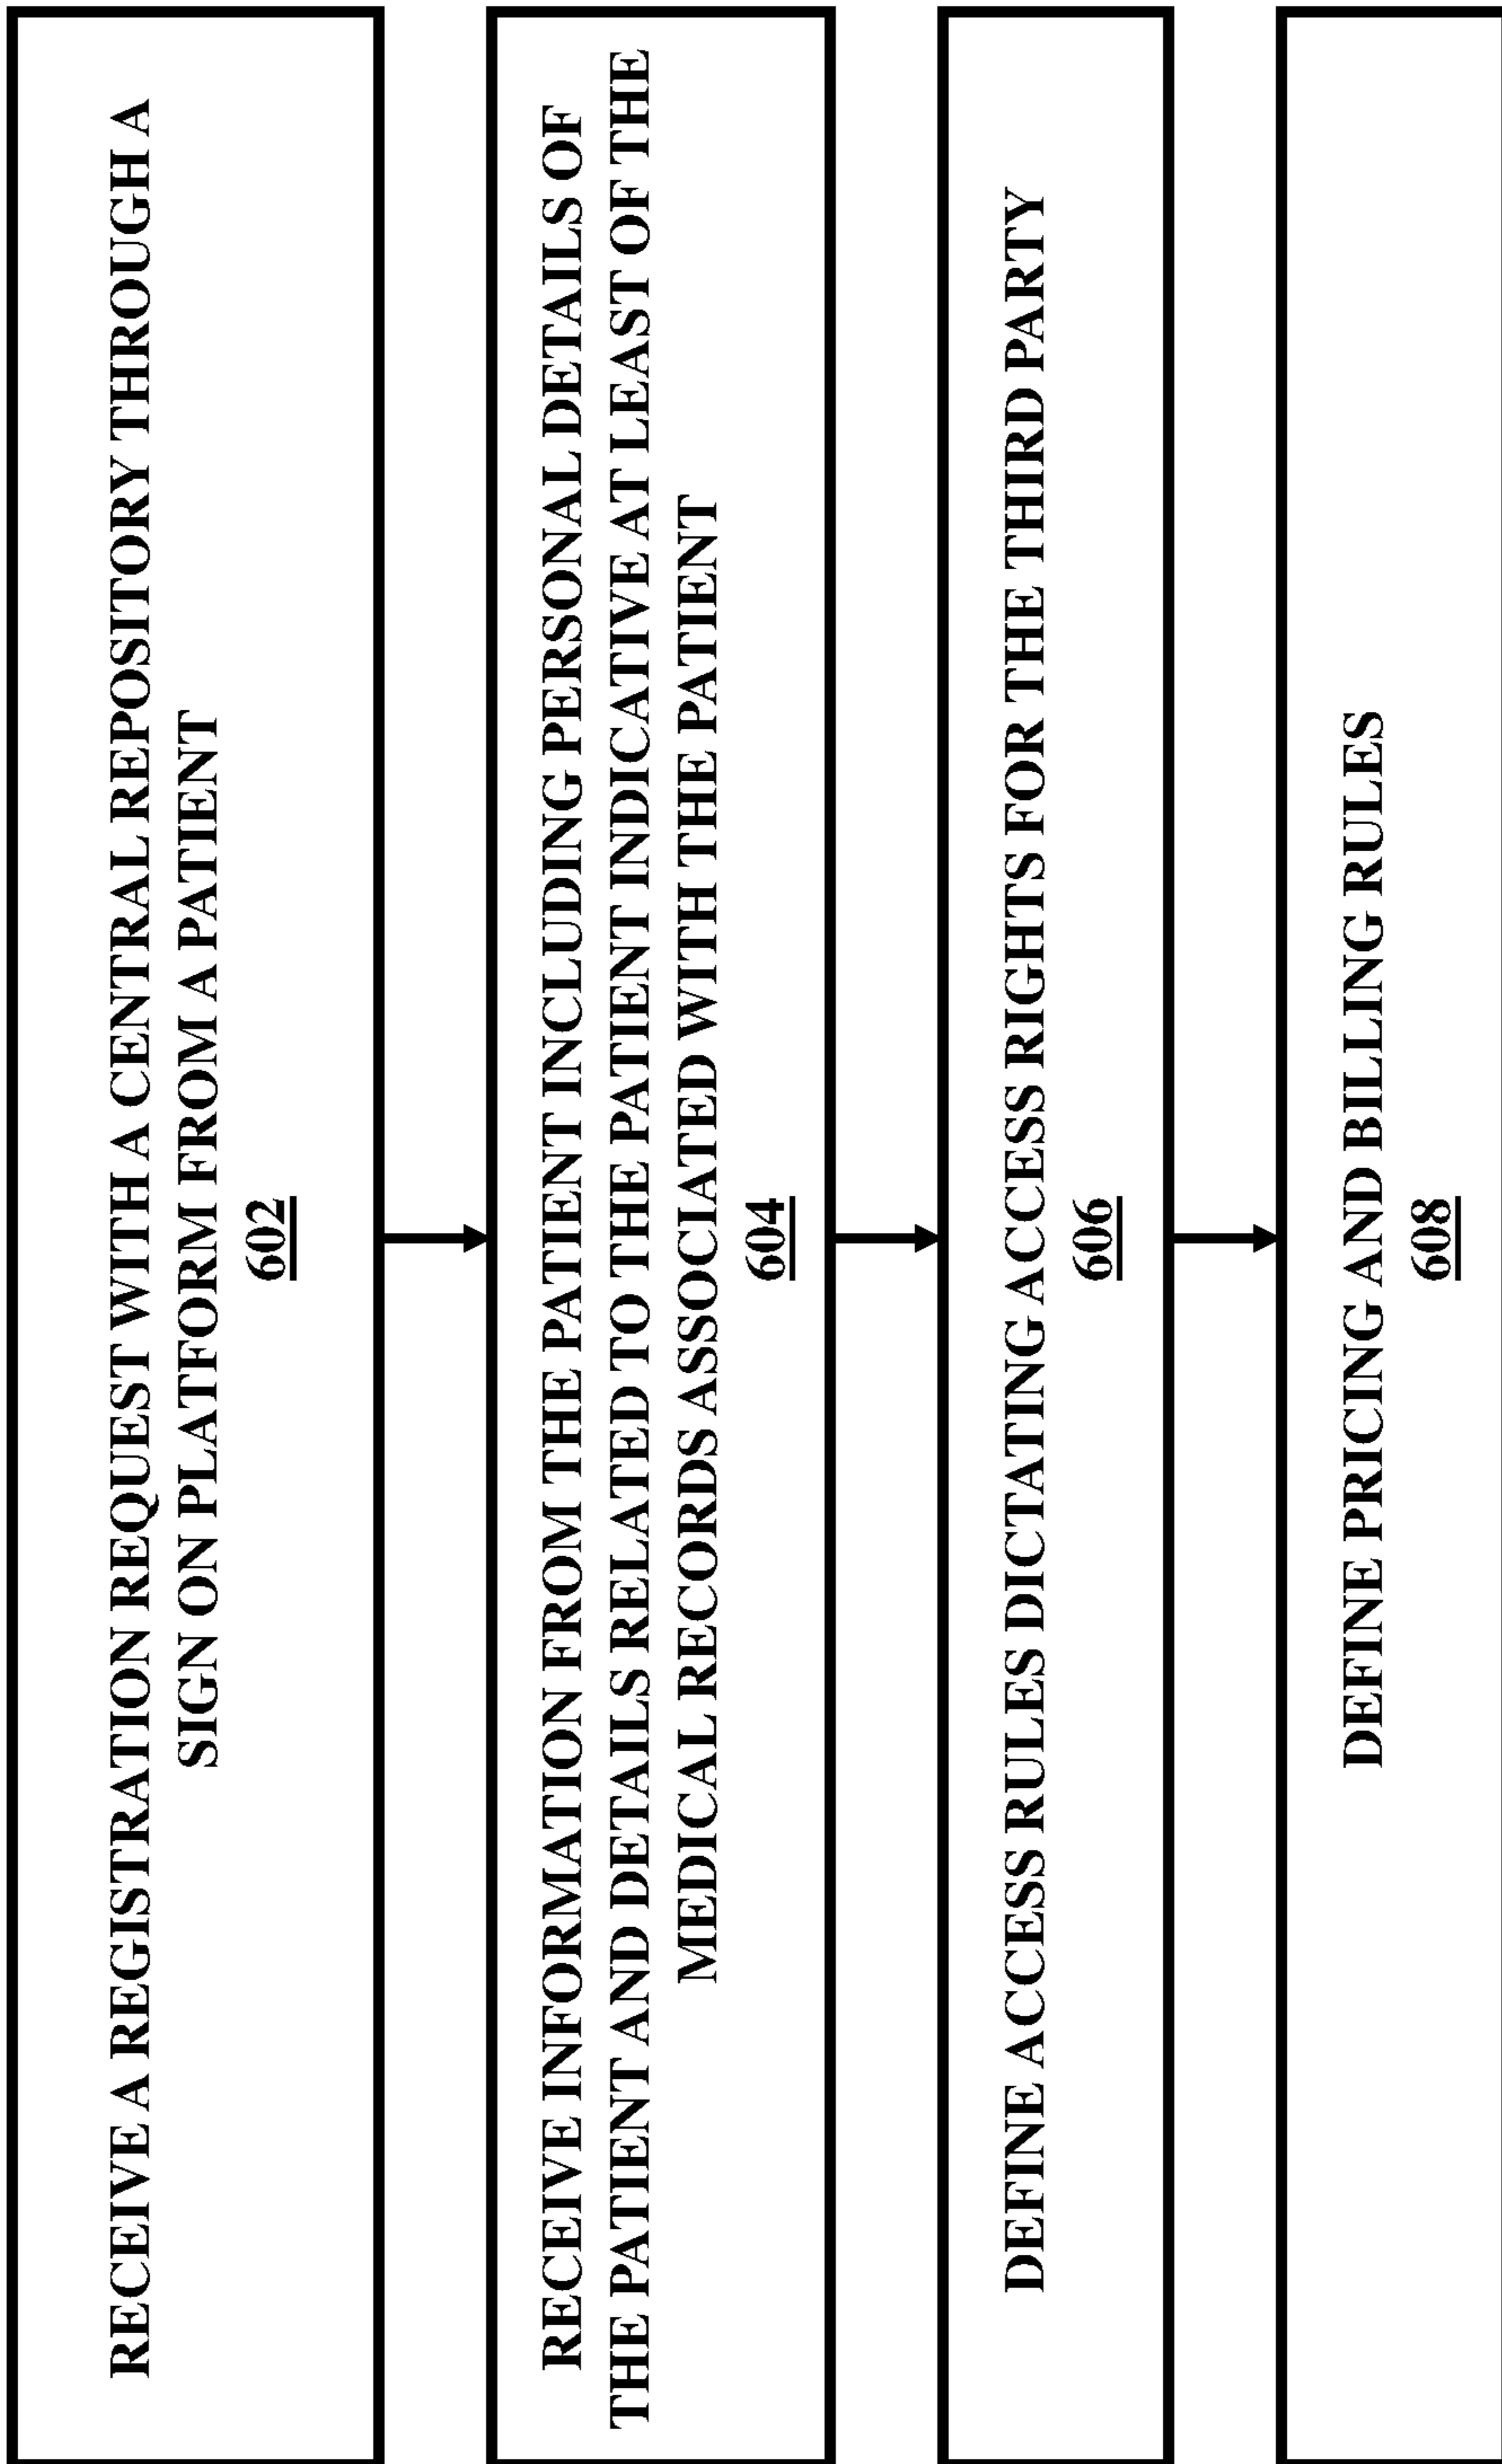 RECEIVE A REGISTRATION REQUEST WITH A CENTRAL REPOSITORY THROUGH A
SIGN ON PLATFORM FROM A PATIENT
602
RECEIVE INFORMATION FROM THE PATIENT INCLUDING PERSONAL DETAILS OF
THE PATIENT AND DETAILS RELATED TO THE PATIENT INDICATIVE AT LEAST OF THE
MEDICAL RECORDS ASSOCIATED WITH THE PATIENT
604
DEFINE ACCESS RULES DICTATING ACCESS RIGHTS FOR THE THIRD PARTY
606
DEFINE PRICING AND BILLING RULES
608